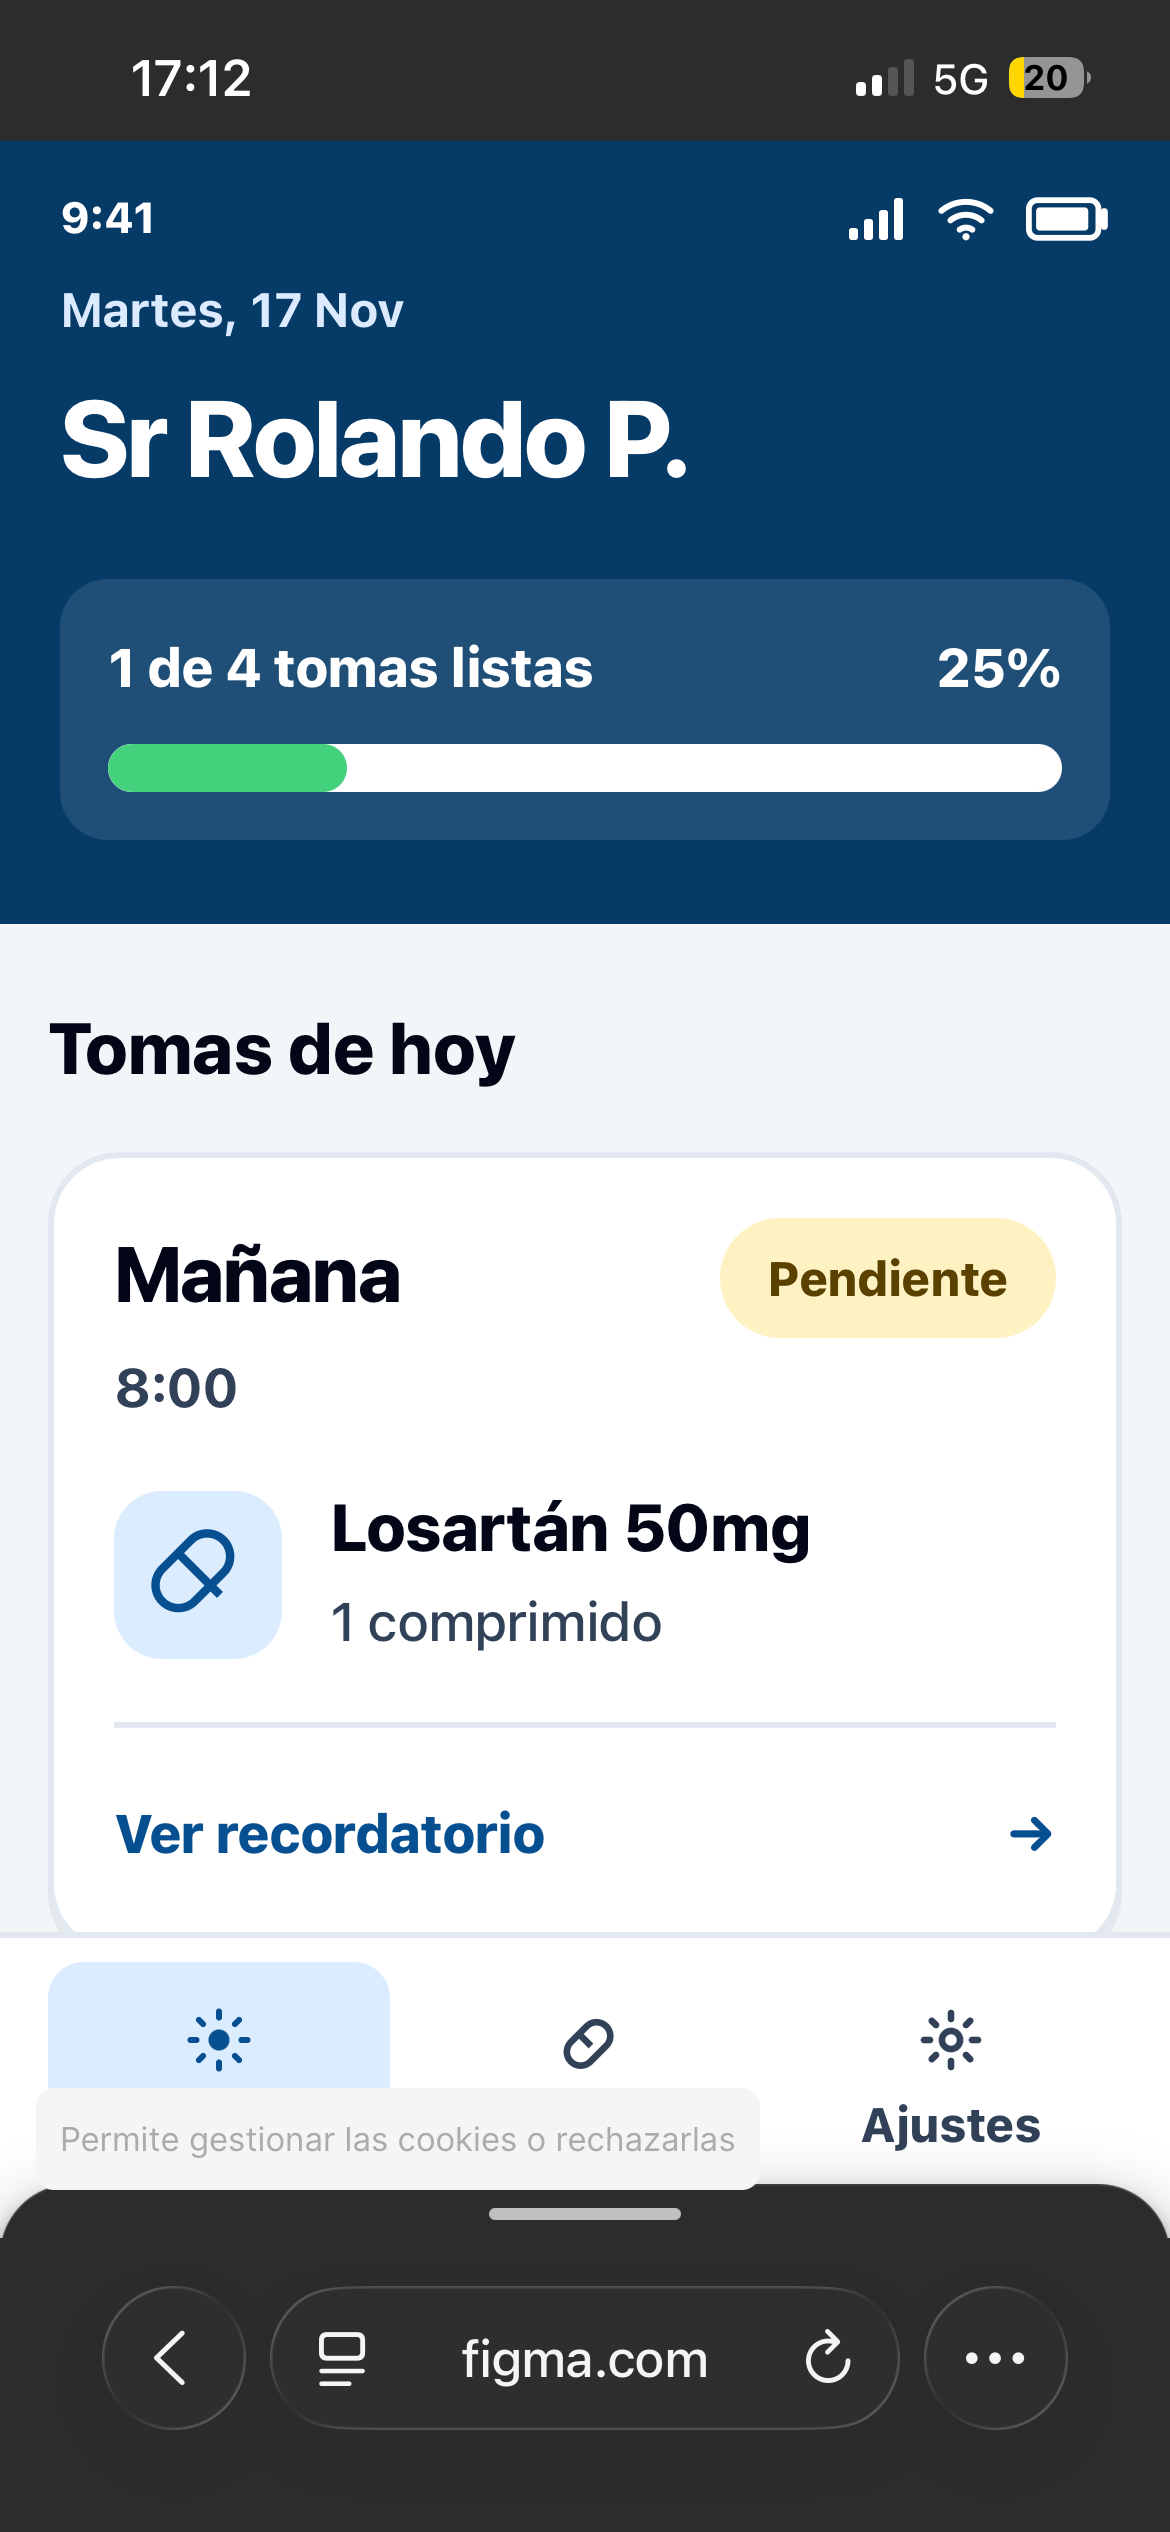 17:12
5G
20
9:41
Martes, 17 Nov
Sr Rolando P.
1 de 4 tomas listas
25%
Tomas de hoy
Mañana
Pendiente
8:00
Losartán 50mg
1 comprimido
Ver recordatorio
Ajustes
Permite gestionar las cookies o rechazarlas
figma.com